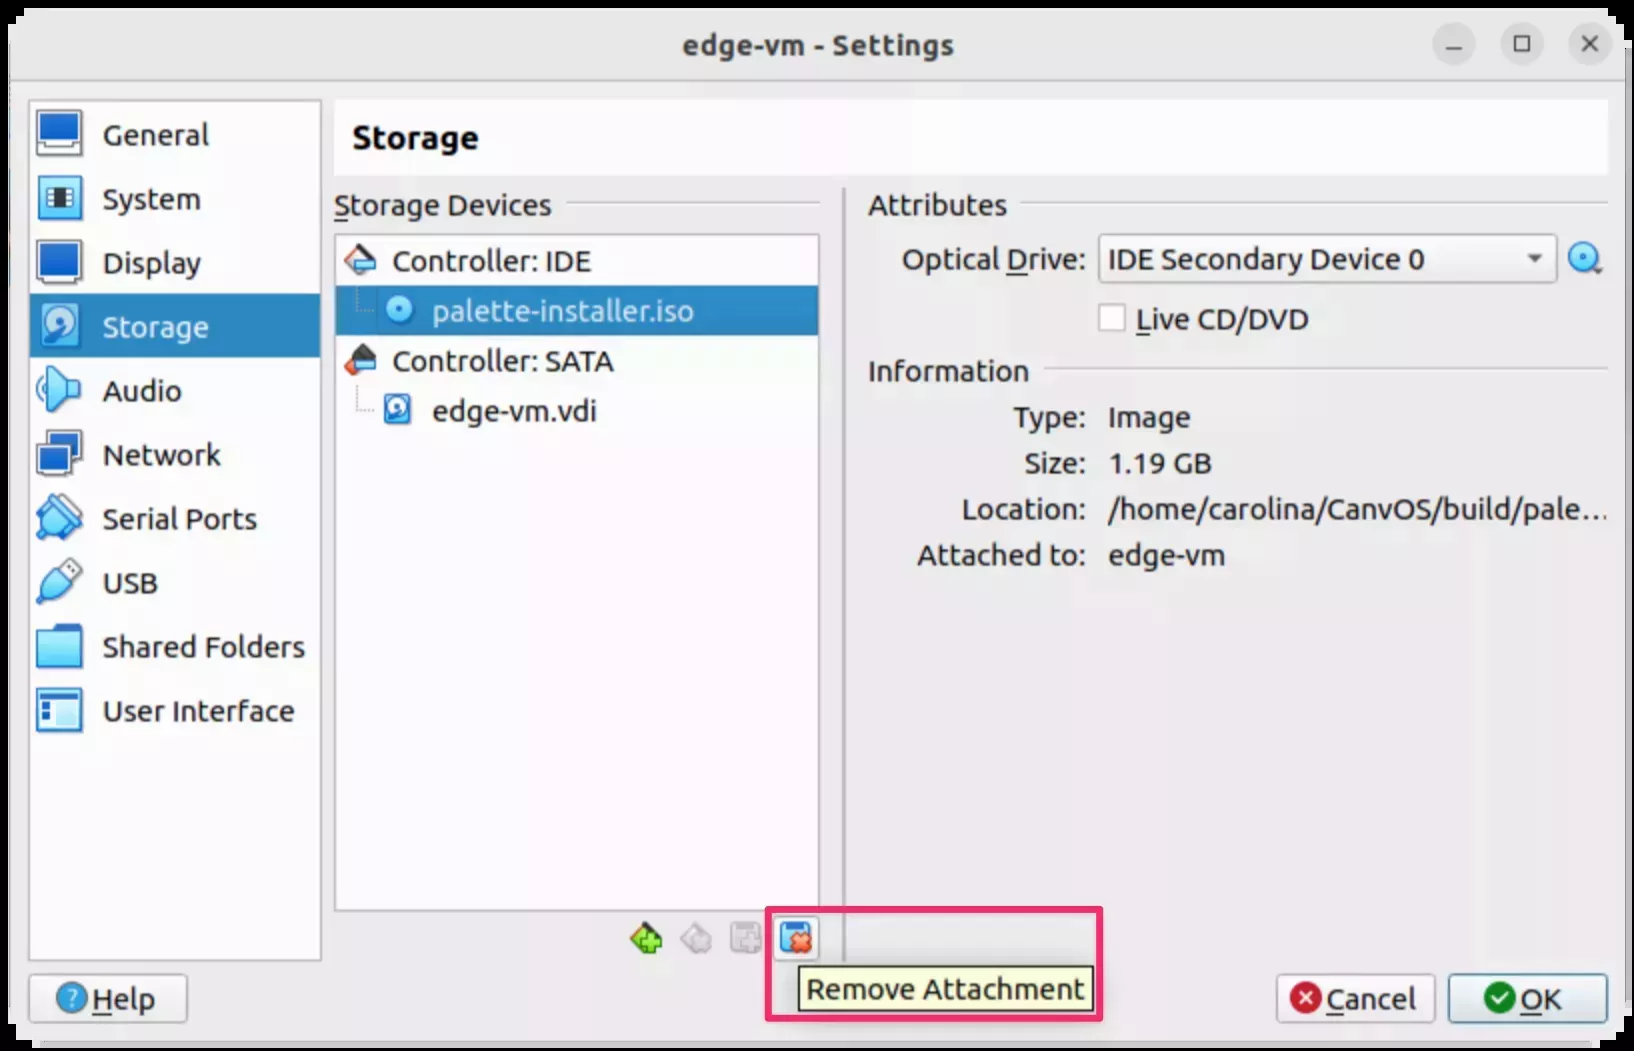 edge-vm - Settings
General
System
Display
Storage
Audio
Network
Serial Ports
USB
Shared Folders
User Interface
Storage
Storage Devices
Controller: IDE
palette-installer.iso
Controller: SATA
edge-vm.vdi
Attributes
Optical Drive: IDE Secondary Device 0
Live CD/DVD
Information
Type: Image
Size: 1.19 GB
Location: /home/carolina/CanvOS/build/pale...
Attached to: edge-vm
Remove Attachment
Help
Cancel
OK